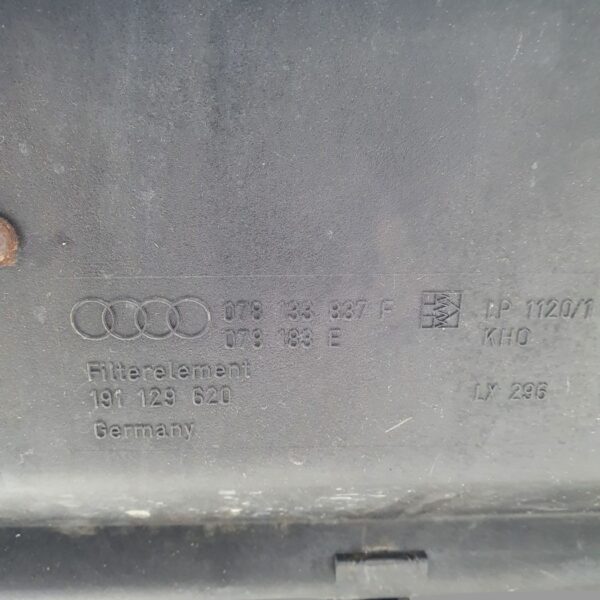 078 133 837 F
078 183 E
Filterelement
191 129 620
Germany
LP 1120/1
KHO
LX 296